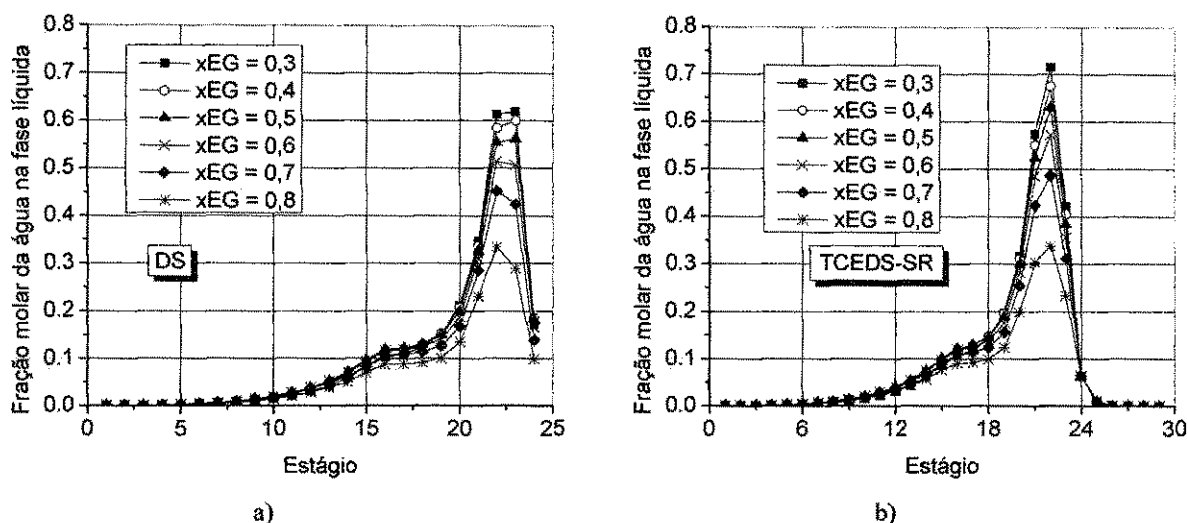 Fração molar da água na fase líquida
0.8
0.7
0.6
0.5
0.4
0.3
0.2
0.1
0.0
xEG = 0,3
xEG = 0,4
xEG = 0,5
xEG = 0,6
xEG = 0,7
xEG = 0,8
DS
0 5 10 15 20 25
Estágio
a)
Fração molar da água na fase líquida
0.8
0.7
0.6
0.5
0.4
0.3
0.2
0.1
0.0
xEG = 0,3
xEG = 0,4
xEG = 0,5
xEG = 0,6
xEG = 0,7
xEG = 0,8
TCEDS-SR
0 6 12 18 24 30
Estágio
b)